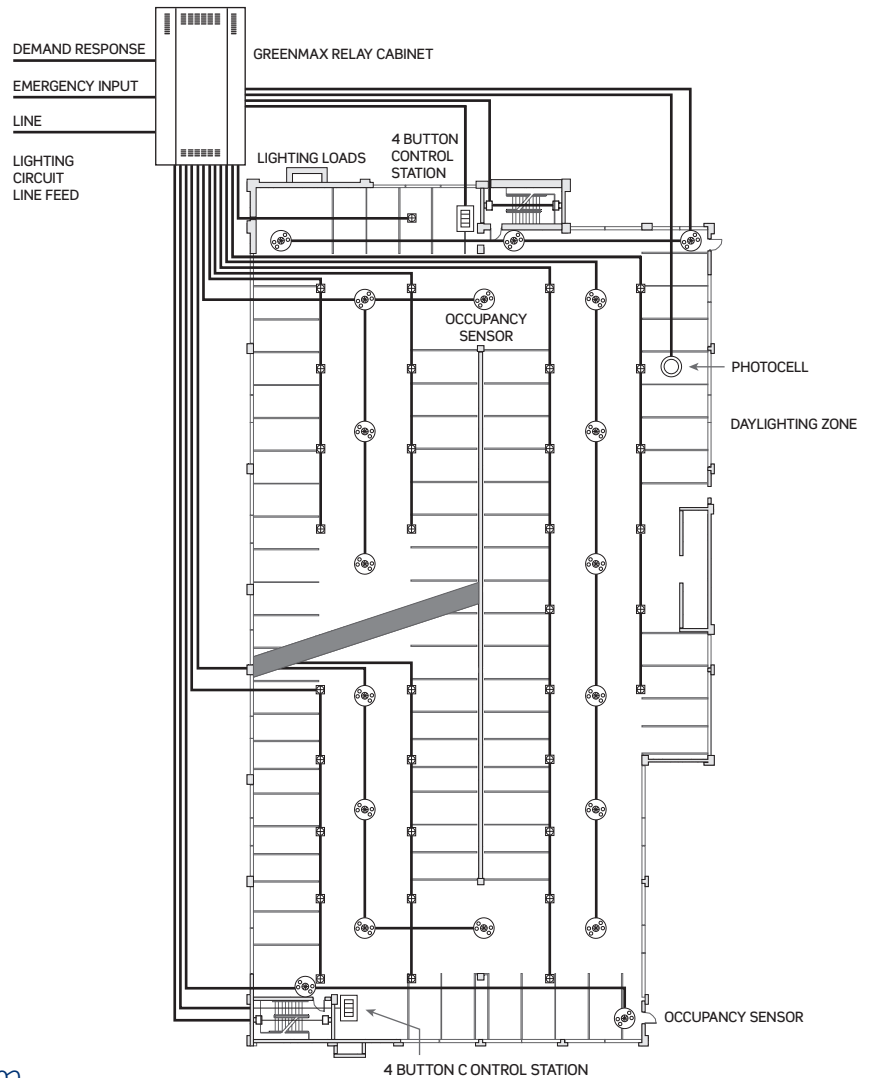 DEMAND RESPONSE
GREENMAX RELAY CABINET
EMERGENCY INPUT
LINE
LIGHTING
CIRCUIT
LINE FEED
LIGHTING LOADS
4 BUTTON
CONTROL
STATION
OCCUPANCY
SENSOR
PHOTOCELL
DAYLIGHTING ZONE
OCCUPANCY SENSOR
4 BUTTON C ONTROL STATION